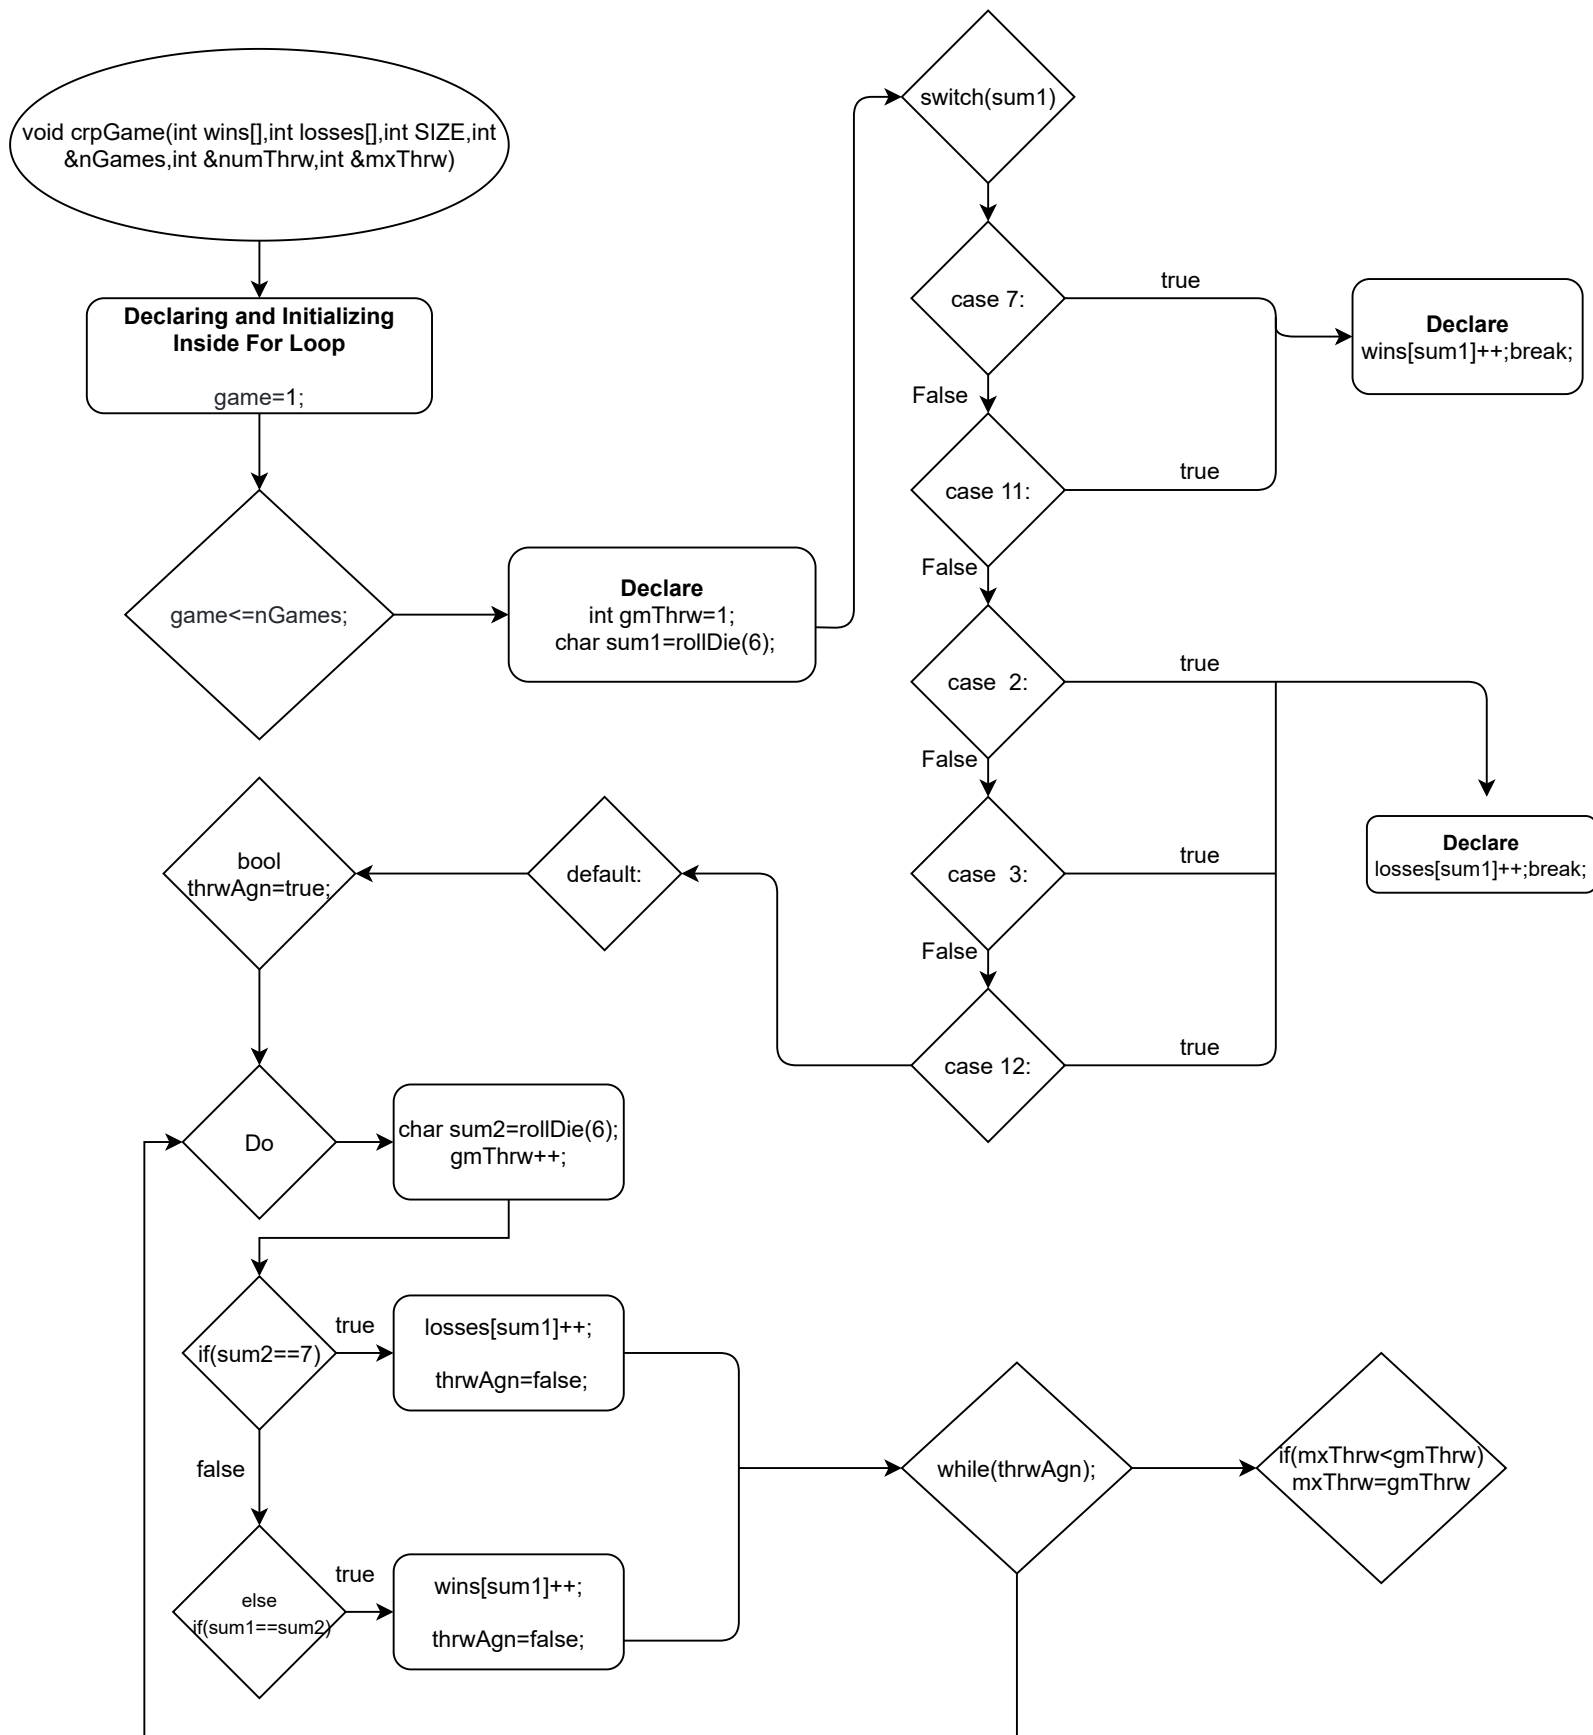 void crpGame(int wins[],int losses[],int SIZE,int
&nGames,int &numThrw,int &mxThrw)
Declaring and Initializing
Inside For Loop
game=1;
game<=nGames;
Declare
int gmThrw=1;
char sum1=rollDie(6);
switch(sum1)
case 7:
true
Declare
wins[sum1]++;break;
False
case 11:
true
False
case  2:
true
Declare
losses[sum1]++;break;
False
case  3:
true
False
case 12:
true
default:
bool
thrwAgn=true;
Do
char sum2=rollDie(6);
gmThrw++;
if(sum2==7)
true
losses[sum1]++;
thrwAgn=false;
false
else
if(sum1==sum2)
true
wins[sum1]++;
thrwAgn=false;
while(thrwAgn);
if(mxThrw<gmThrw)
mxThrw=gmThrw